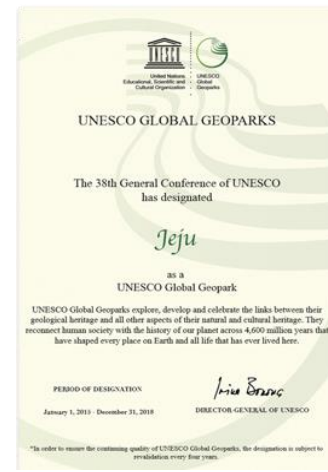 United Nations
Educational, Scientific and
Cultural Organization
UNESCO
Global
Geoparks
UNESCO GLOBAL GEOPARKS
The 38th General Conference of UNESCO
has designated
Jeju
as a
UNESCO Global Geopark
UNESCO Global Geoparks explore, develop and celebrate the links between their
geological heritage and all other aspects of their natural and cultural heritage. They
reconnect human society with the history of our planet across 4,600 million years that
have shaped every place on Earth and all life that has ever lived here.
PERIOD OF DESIGNATION
January 1, 2015 - December 31, 2018
Irina Bokova
DIRECTOR-GENERAL OF UNESCO
*In order to ensure the continuing quality of UNESCO Global Geoparks, the designation is subject to
revalidation every four years.